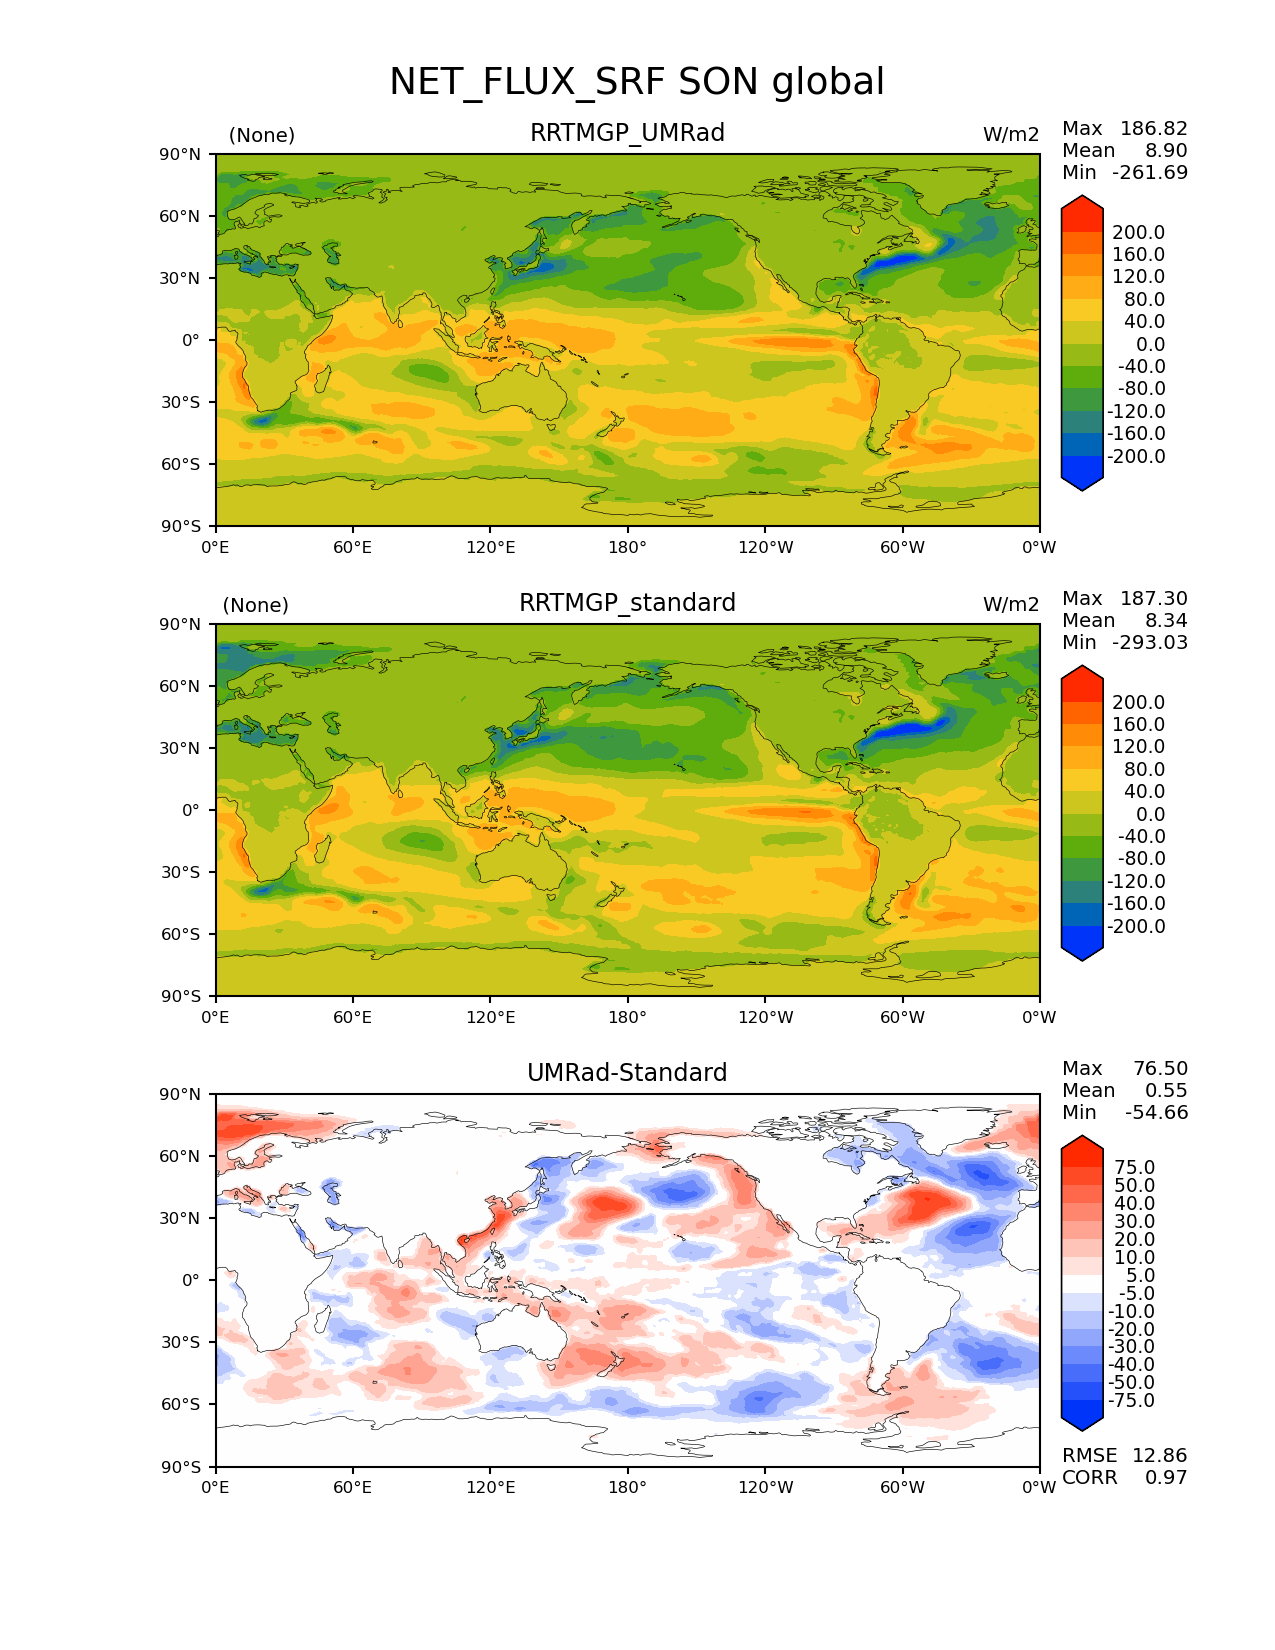 NET_FLUX_SRF SON global
(None) RRTMGP_UMRad W/m2
Max 186.82
Mean 8.90
Min -261.69
90°N
60°N
30°N
0°
30°S
60°S
90°S
0°E 60°E 120°E 180° 120°W 60°W 0°W
200.0
160.0
120.0
80.0
40.0
0.0
-40.0
-80.0
-120.0
-160.0
-200.0
(None) RRTMGP_standard W/m2
Max 187.30
Mean 8.34
Min -293.03
90°N
60°N
30°N
0°
30°S
60°S
90°S
0°E 60°E 120°E 180° 120°W 60°W 0°W
200.0
160.0
120.0
80.0
40.0
0.0
-40.0
-80.0
-120.0
-160.0
-200.0
UMRad-Standard
Max 76.50
Mean 0.55
Min -54.66
90°N
60°N
30°N
0°
30°S
60°S
90°S
0°E 60°E 120°E 180° 120°W 60°W 0°W
75.0
50.0
40.0
30.0
20.0
10.0
5.0
-5.0
-10.0
-20.0
-30.0
-40.0
-50.0
-75.0
RMSE 12.86
CORR 0.97